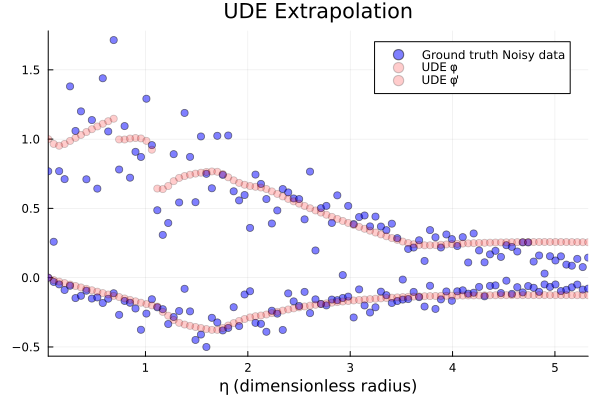 UDE Extrapolation
Ground truth Noisy data
UDE φ
UDE φ'
1.5
1.0
0.5
0.0
−0.5
1 2 3 4 5
η (dimensionless radius)